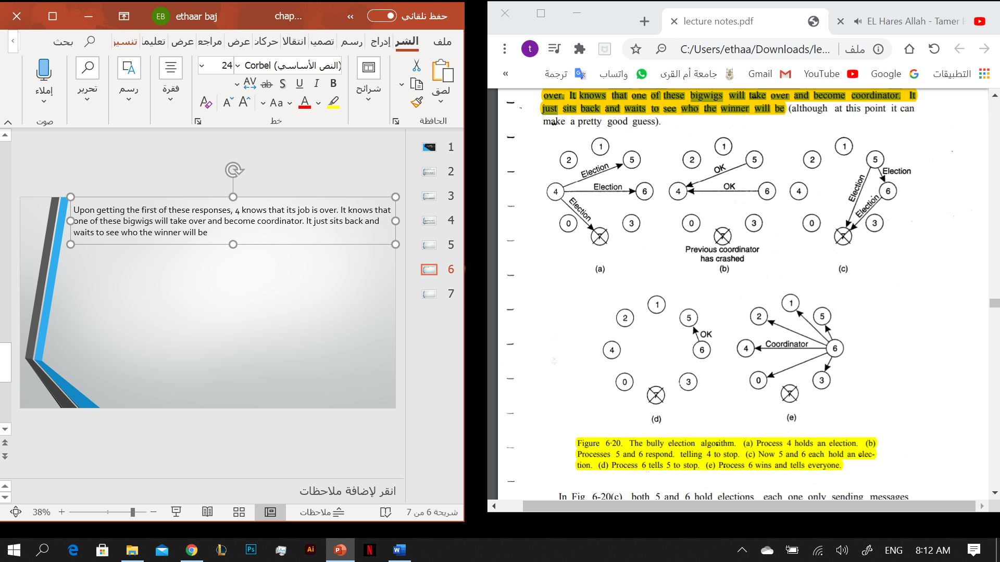 EB
ethaar baj
chap...
حفظ تلقائي
ملف
الشر
إدراج
رسم
تصميم
انتقالا
حركات
عرض
مراجع
عرض
تعليما
تنسيق
بحث
24
Corbel (النص الأساسي)
AV
ab
S
U
I
B
A
A
A
Aa
A
لصق
شرائح
فقرة
رسم
تحرير
إملاء
الحافظة
خط
صوت
1
2
3
4
5
6
7
Upon getting the first of these responses, 4 knows that its job is over. It knows that
one of these bigwigs will take over and become coordinator. It just sits back and
waits to see who the winner will be
انقر لإضافة ملاحظات
38%
ملاحظات
شريحة 6 من 7
lecture notes.pdf
EL Hares Allah - Tamer
t
C:/Users/ethaa/Downloads/le...
ملف
التطبيقات
Google
YouTube
Gmail
جامعة أم القرى
واتساب
ترجمة
over. It knows that one of these bigwigs will take over and become coordinator. It
just sits back and waits to see who the winner will be (although at this point it can
make a pretty good guess).
1
2
5
4
6
0
3
7
Election
Election
Election
(a)
1
2
5
4
6
0
3
7
OK
OK
Previous coordinator
has crashed
(b)
1
2
5
4
6
0
3
7
Election
Election
Election
(c)
1
2
5
4
6
0
3
7
OK
(d)
1
2
5
4
6
0
3
7
Coordinator
(e)
Figure 6-20. The bully election algorithm. (a) Process 4 holds an election. (b)
Processes 5 and 6 respond. telling 4 to stop. (c) Now 5 and 6 each hold an elec-
tion. (d) Process 6 tells 5 to stop. (e) Process 6 wins and tells everyone.
In Fig. 6-20(c) both 5 and 6 hold elections, each one only sending messages
Ps
Ai
P
N
W
ENG
8:12 AM